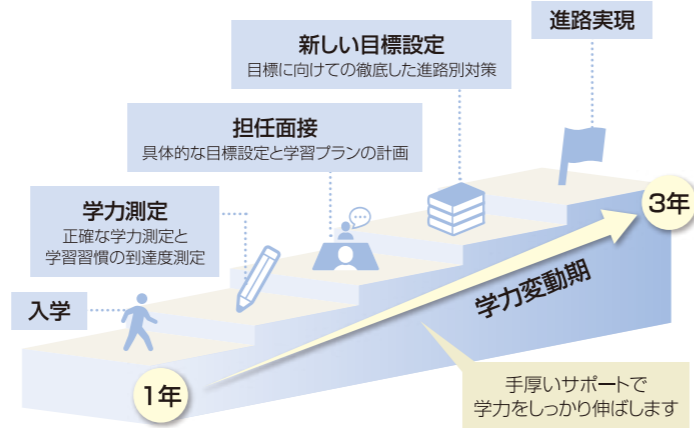 進路実現
新しい目標設定
目標に向けての徹底した進路別対策
担任面接
具体的な目標設定と学習プランの計画
学力測定
正確な学力測定と
学習習慣の到達度測定
入学
1年
3年
学力変動期
手厚いサポートで
学力をしっかり伸ばします